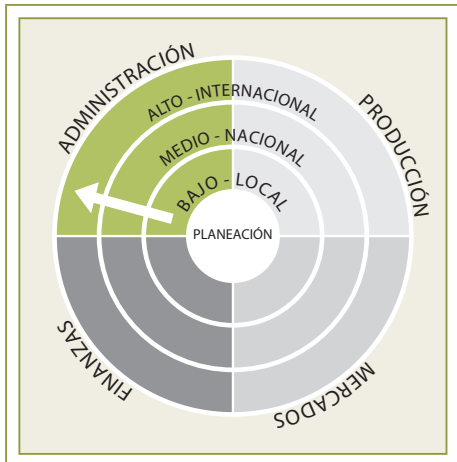 ADMINISTRACIÓN
PRODUCCIÓN
ALTO - INTERNACIONAL
MEDIO - NACIONAL
BAJO - LOCAL
PLANEACIÓN
FINANZAS
MERCADOS